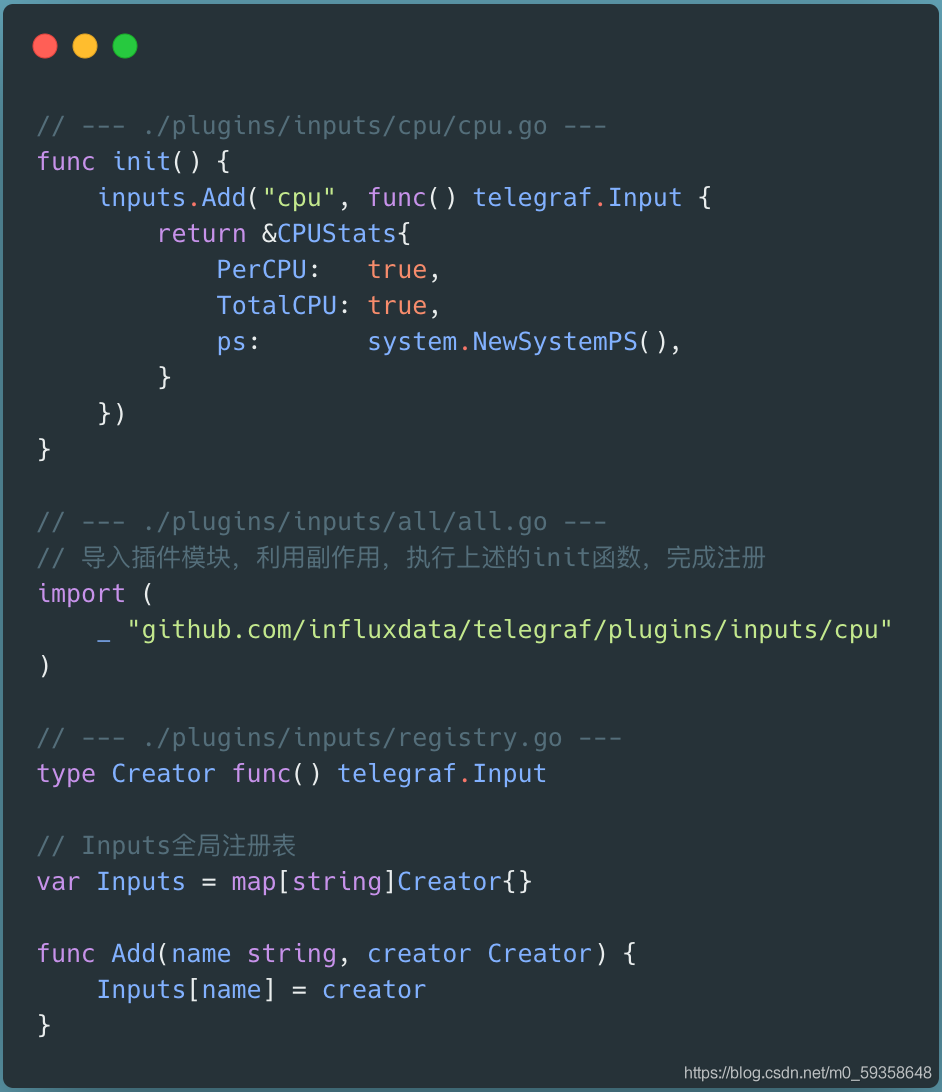 // --- ./plugins/inputs/cpu/cpu.go ---
func init() {
    inputs.Add("cpu", func() telegraf.Input {
        return &CPUStats{
            PerCPU:   true,
            TotalCPU: true,
            ps:       system.NewSystemPS(),
        }
    })
}

// --- ./plugins/inputs/all/all.go ---
// 导入插件模块，利用副作用，执行上述的init函数，完成注册
import (
    _ "github.com/influxdata/telegraf/plugins/inputs/cpu"
)

// --- ./plugins/inputs/registry.go ---
type Creator func() telegraf.Input

// Inputs全局注册表
var Inputs = map[string]Creator{}

func Add(name string, creator Creator) {
    Inputs[name] = creator
}
https://blog.csdn.net/m0_59358648